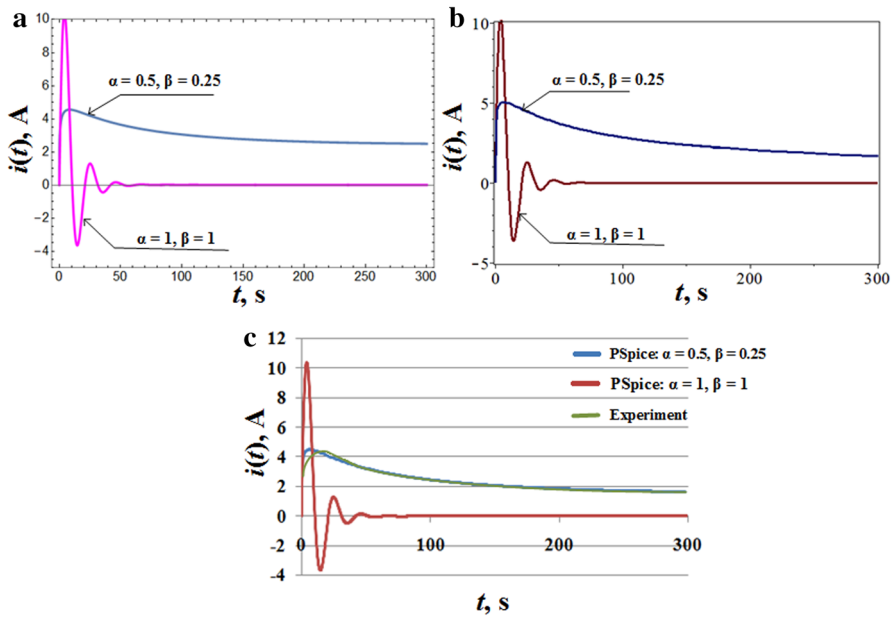 a
i(t), A
10
8
6
4
2
0
−2
−4
α = 0.5, β = 0.25
α = 1, β = 1
0
50
100
150
200
250
300
t, s
b
i(t), A
10
5
0
−5
α = 0.5, β = 0.25
α = 1, β = 1
0
100
200
300
t, s
c
i(t), A
12
10
8
6
4
2
0
-2
-4
PSpice: α = 0.5, β = 0.25
PSpice: α = 1, β = 1
Experiment
0
100
200
300
t, s